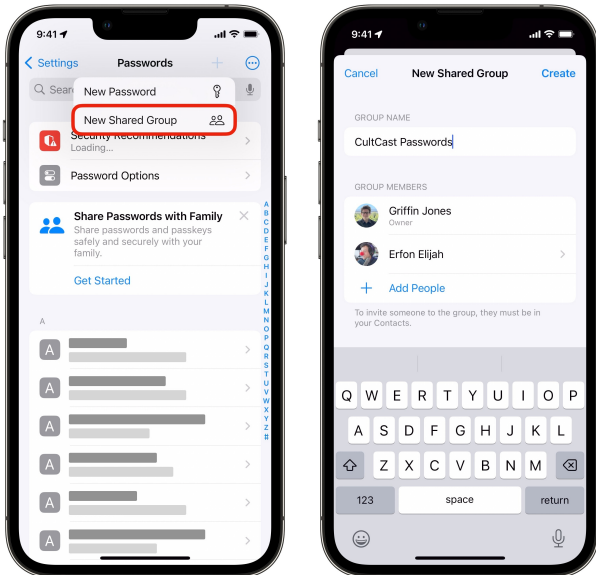 9:41
Settings
Passwords
Sear
New Password
New Shared Group
Security Recommendations
Loading...
Password Options
Share Passwords with Family
Share passwords and passkeys
safely and securely with your
family.
Get Started
A
B
C
D
E
F
G
H
I
J
K
L
M
N
O
P
Q
R
S
T
U
V
W
X
Y
Z
#
A
A
A
A
A
A
A
9:41
Cancel
New Shared Group
Create
GROUP NAME
CultCast Passwords
GROUP MEMBERS
Griffin Jones
Owner
Erfon Elijah
Add People
To invite someone to the group, they must be in
your Contacts.
Q W E R T Y U I O P
A S D F G H J K L
Z X C V B N M
123 space return